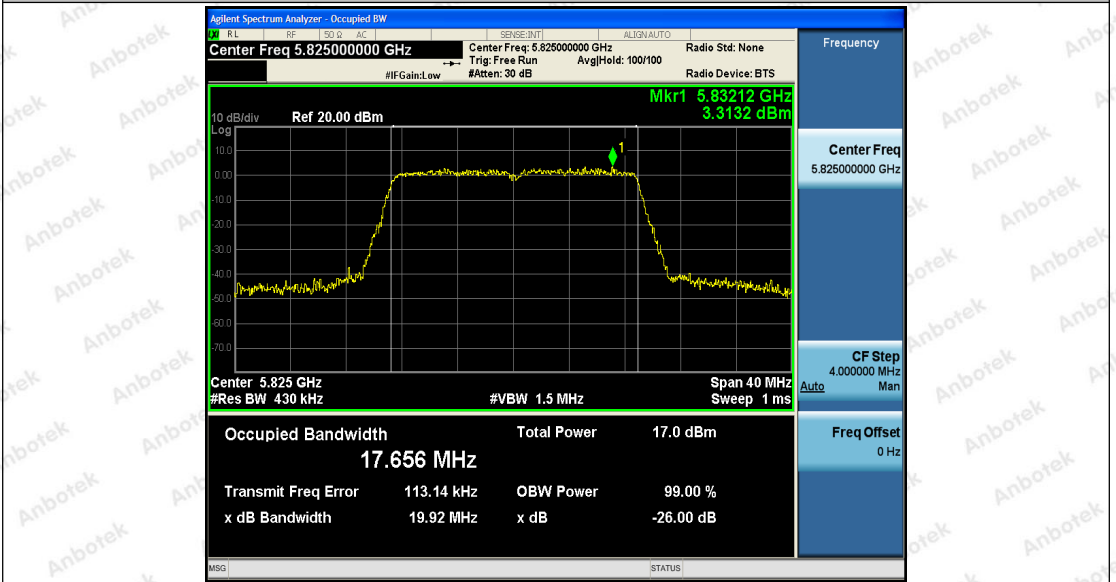 Agilent Spectrum Analyzer - Occupied BW
LXI RL RF 50 Ω AC SENSE:INT ALIGNAUTO
Center Freq 5.825000000 GHz
Center Freq: 5.825000000 GHz
Radio Std: None
Trig: Free Run Avg|Hold: 100/100
#IFGain:Low
#Atten: 30 dB
Radio Device: BTS
Mkr1 5.83212 GHz
3.3132 dBm
10 dB/div Ref 20.00 dBm
Log
1
10.0
0.00
-10.0
-20.0
-30.0
-40.0
-50.0
-60.0
-70.0
Center 5.825 GHz
Span 40 MHz
#Res BW 430 kHz
#VBW 1.5 MHz
Sweep 1 ms
Occupied Bandwidth
17.656 MHz
Total Power 17.0 dBm
Transmit Freq Error 113.14 kHz
OBW Power 99.00 %
x dB Bandwidth 19.92 MHz
x dB -26.00 dB
MSG
STATUS
Frequency
Center Freq
5.825000000 GHz
CF Step
4.000000 MHz
Auto Man
Freq Offset
0 Hz
Anbotek